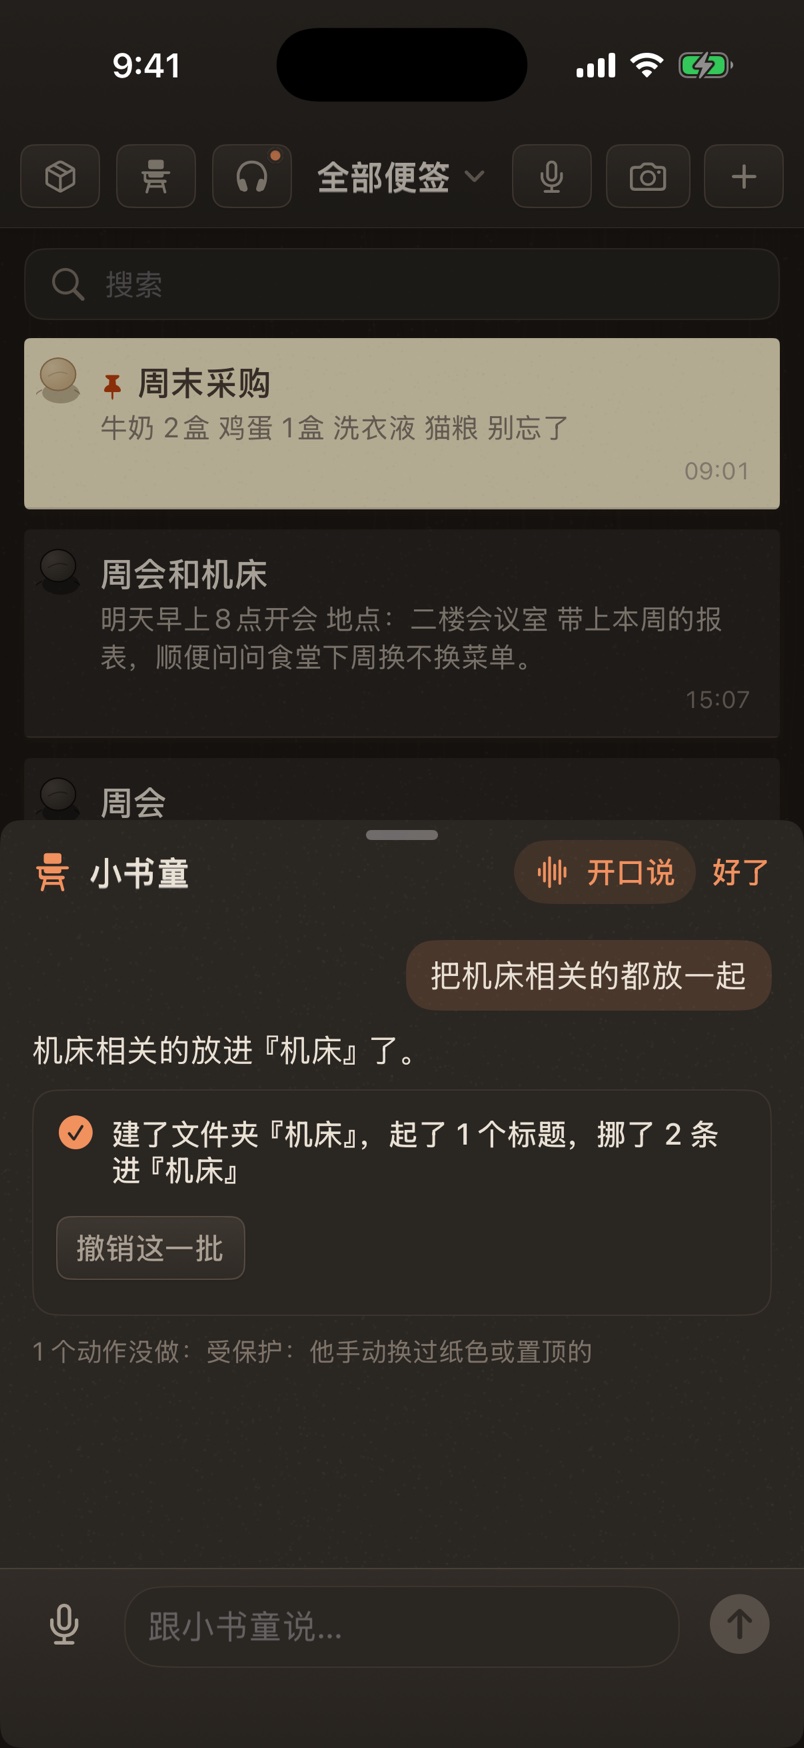 9:41
全部便签
搜索
周末采购
牛奶 2盒 鸡蛋 1盒 洗衣液 猫粮 别忘了
09:01
周会和机床
明天早上8点开会 地点：二楼会议室 带上本周的报
表，顺便问问食堂下周换不换菜单。
15:07
周会
小书童
开口说
好了
把机床相关的都放一起
机床相关的放进『机床』了。
建了文件夹『机床』，起了 1 个标题，挪了 2 条
进『机床』
撤销这一批
1 个动作没做：受保护：他手动换过纸色或置顶的
跟小书童说...